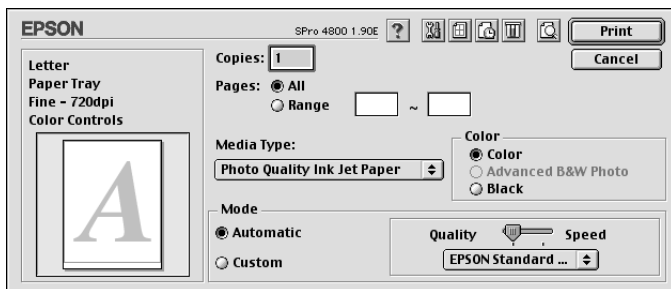 EPSON
SPro 4800 1.90E
?
Print
Cancel
Letter
Paper Tray
Fine - 720dpi
Color Controls
A
Copies: 1
Pages: All
Range ~
Media Type:
Photo Quality Ink Jet Paper
Color
Color
Advanced B&W Photo
Black
Mode
Automatic
Custom
Quality Speed
EPSON Standard ...